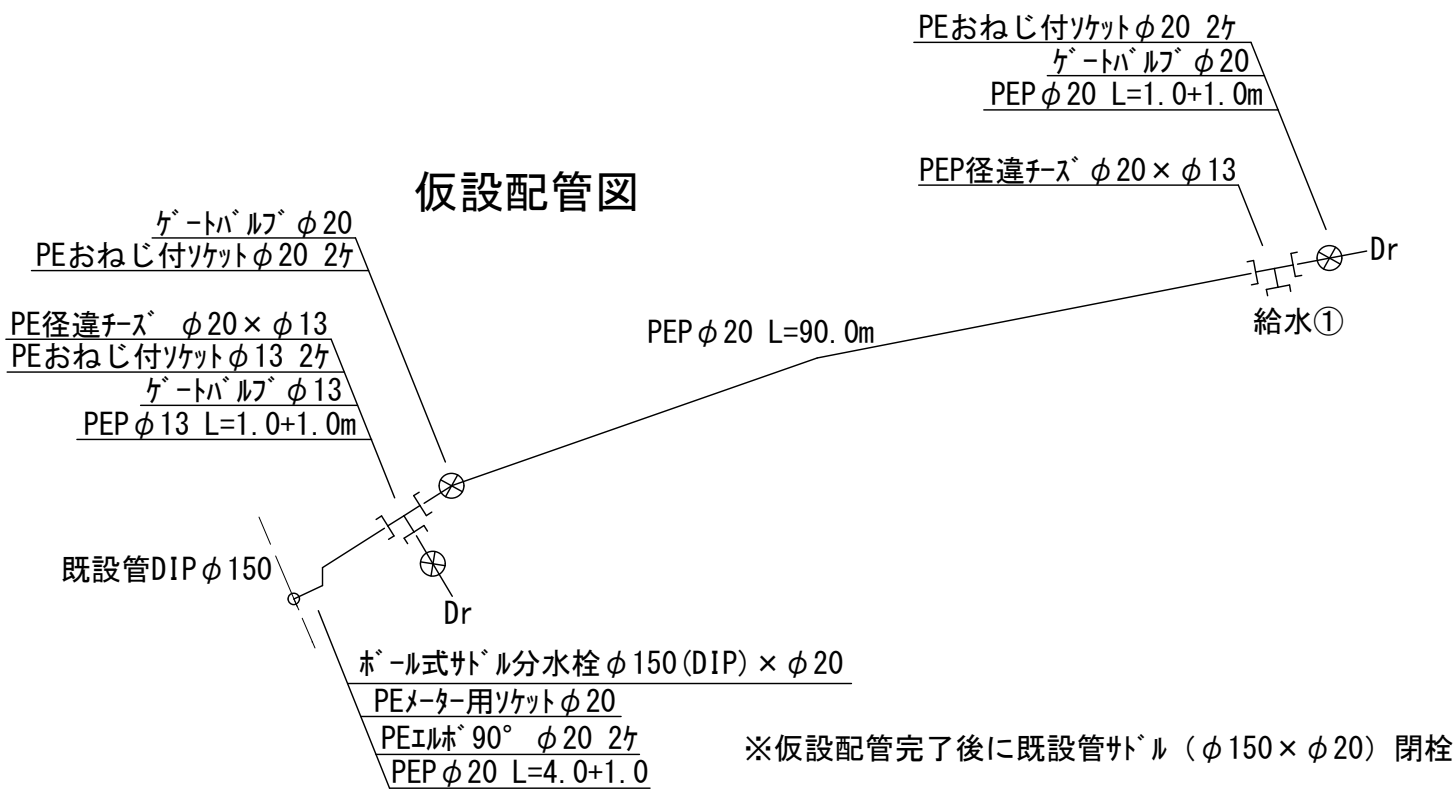 PEおねじ付ｿｹｯﾄφ20 2ｹ
ｹﾞｰﾄﾊﾞﾙﾌﾞφ20
PEPφ20 L=1.0+1.0m
PEP径違ﾁｰｽﾞφ20×φ13
Dr
給水①
仮設配管図
ｹﾞｰﾄﾊﾞﾙﾌﾞφ20
PEおねじ付ｿｹｯﾄφ20 2ｹ
PE径違ﾁｰｽﾞ φ20×φ13
PEおねじ付ｿｹｯﾄφ13 2ｹ
ｹﾞｰﾄﾊﾞﾙﾌﾞφ13
PEPφ13 L=1.0+1.0m
PEPφ20 L=90.0m
既設管DIPφ150
Dr
ﾎﾞｰﾙ式ｻﾄﾞﾙ分水栓φ150(DIP)×φ20
PEﾒｰﾀｰ用ｿｹｯﾄφ20
PEｴﾙﾎﾞ90° φ20 2ｹ
PEPφ20 L=4.0+1.0
※仮設配管完了後に既設管ｻﾄﾞﾙ（φ150×φ20）閉栓